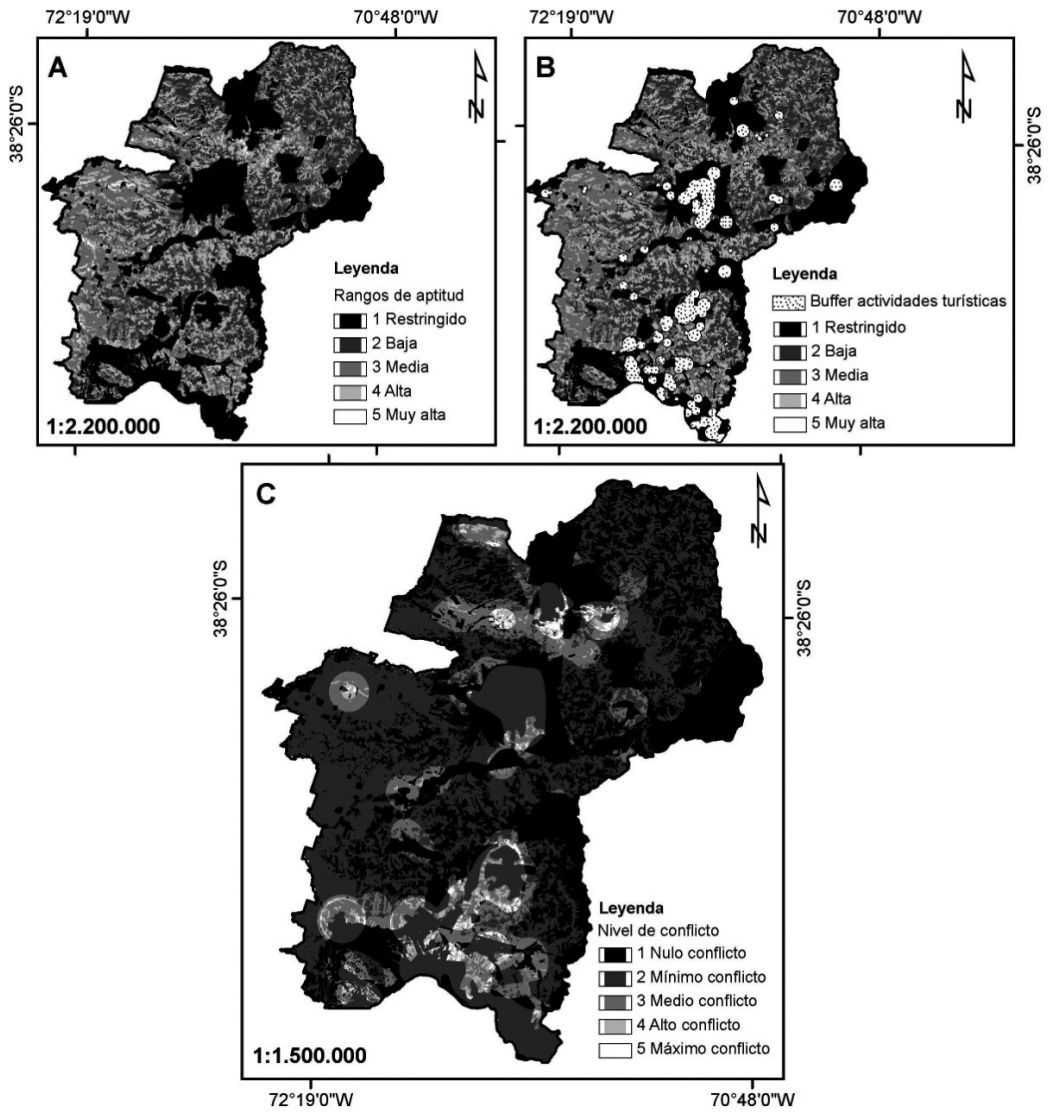 72°19'0"W
70°48'0"W
72°19'0"W
70°48'0"W
A
N
38°26'0"S
Leyenda
Rangos de aptitud
1 Restringido
2 Baja
3 Media
4 Alta
5 Muy alta
1:2.200.000
B
N
38°26'0"S
Leyenda
Buffer actividades turísticas
1 Restringido
2 Baja
3 Media
4 Alta
5 Muy alta
1:2.200.000
C
N
38°26'0"S
38°26'0"S
Leyenda
Nivel de conflicto
1 Nulo conflicto
2 Mínimo conflicto
3 Medio conflicto
4 Alto conflicto
5 Máximo conflicto
1:1.500.000
72°19'0"W
70°48'0"W